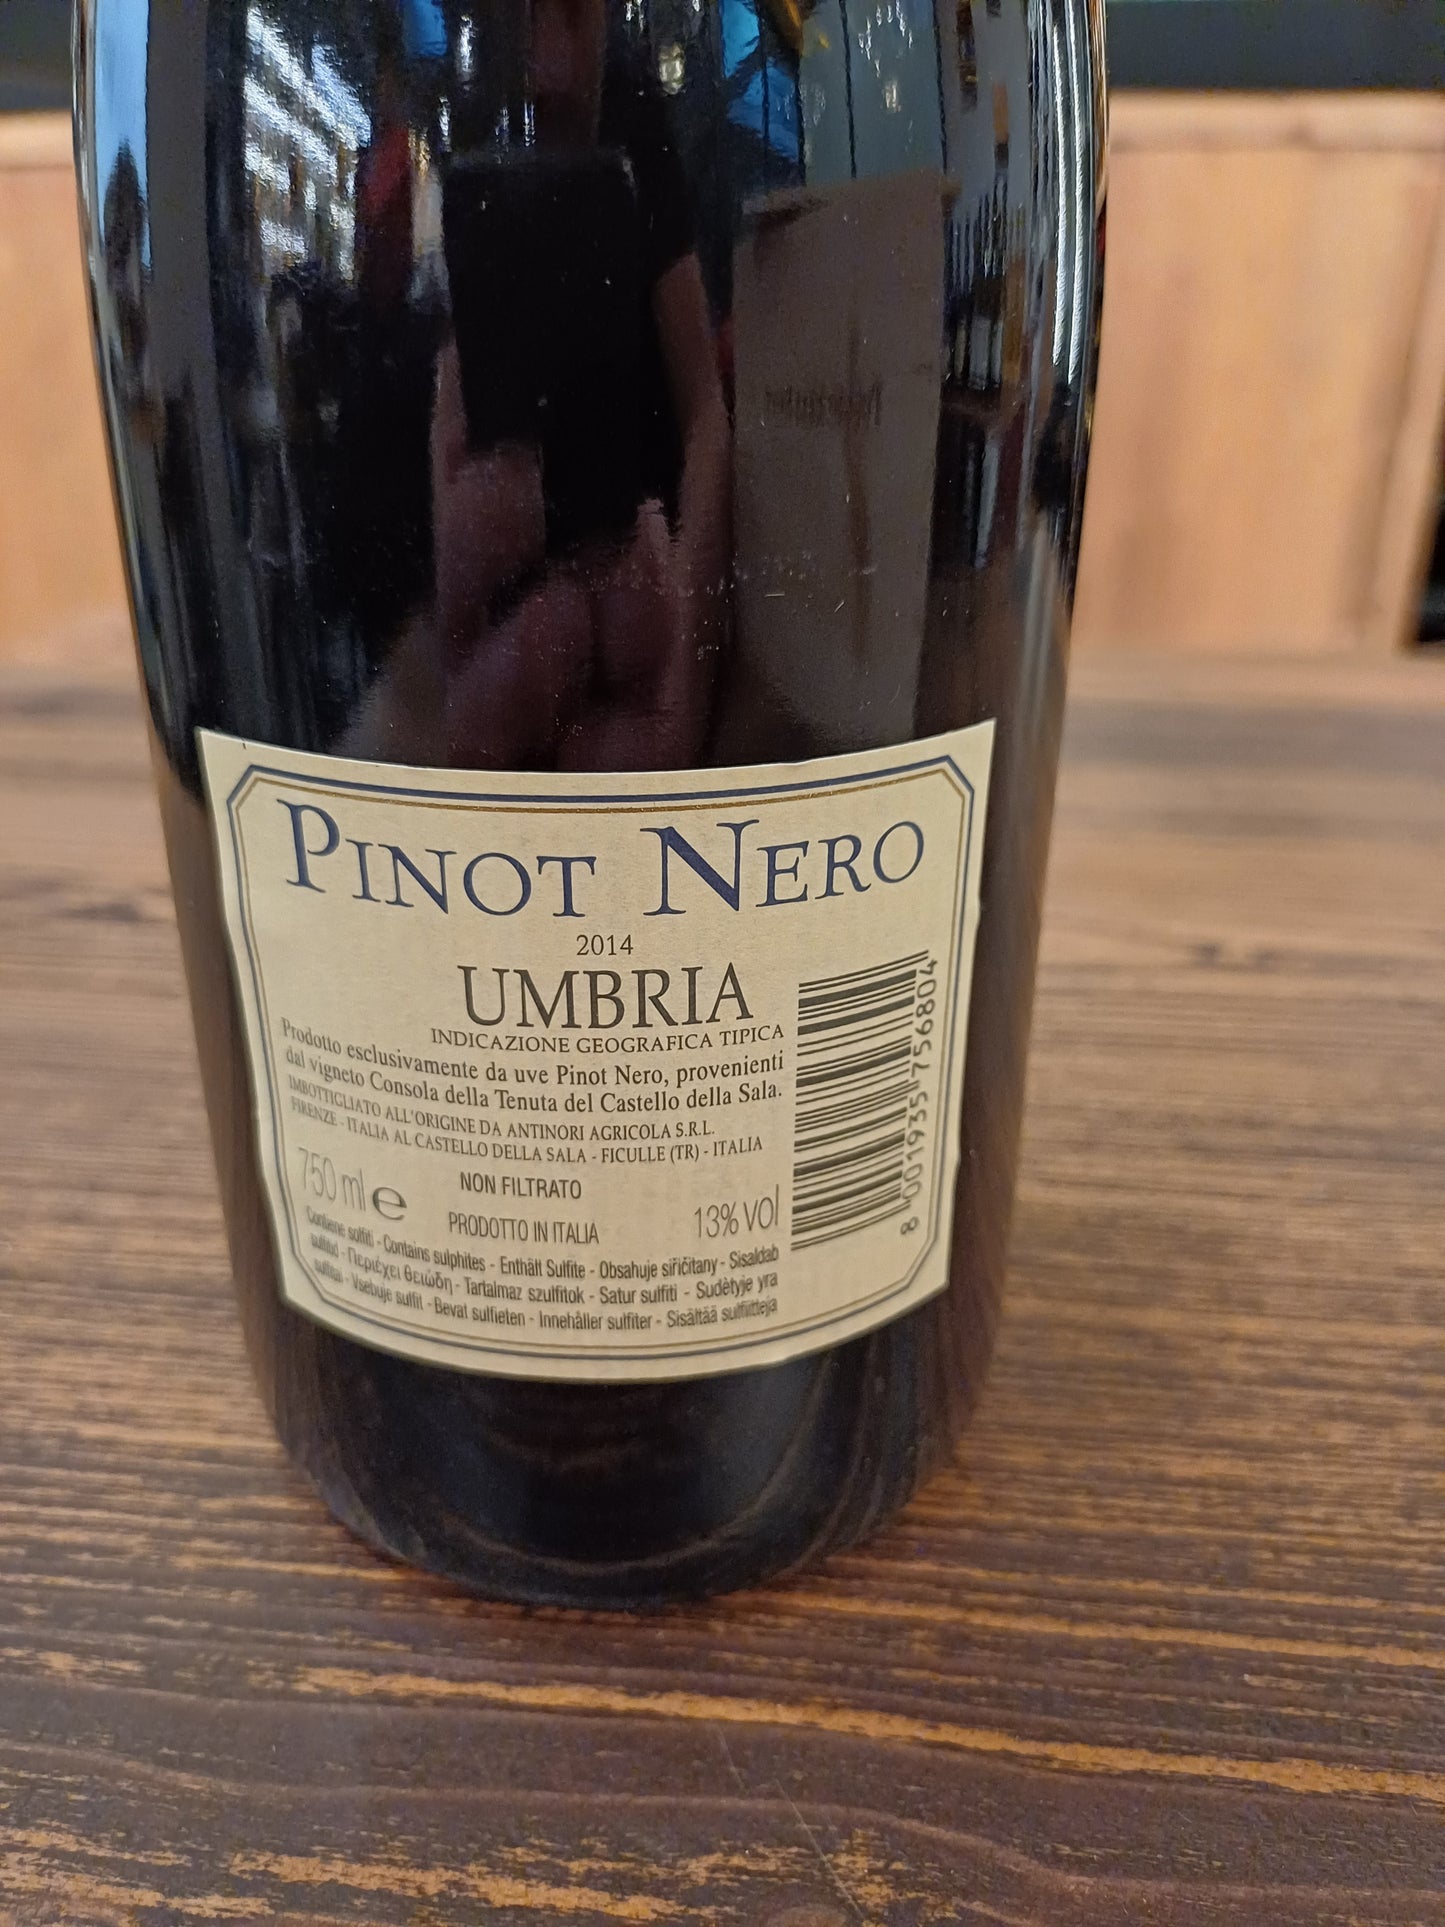 PINOT NERO
2014
UMBRIA
INDICAZIONE GEOGRAFICA TIPICA
Prodotto esclusivamente da uve Pinot Nero, provenienti
dal vigneto Consola della Tenuta del Castello della Sala.
IMBOTTIGLIATO ALL'ORIGINE DA ANTINORI AGRICOLA S.R.L.
FIRENZE - ITALIA AL CASTELLO DELLA SALA - FICULLE (TR) - ITALIA
750 ml e
NON FILTRATO
PRODOTTO IN ITALIA
13% vol
Contiene solfiti - Contains sulphites - Enthält Sulfite - Obsahuje siřičitany - Sisaldab
sulfitid - Περιέχει θειώδη - Tartalmaz szulfitok - Satur sulfiti - Sudėtyje yra
sulfitai - Vsebuje sulfit - Bevat sulfieten - Innehåller sulfiter - Sisältää sulfiitteja
8 001935 756804